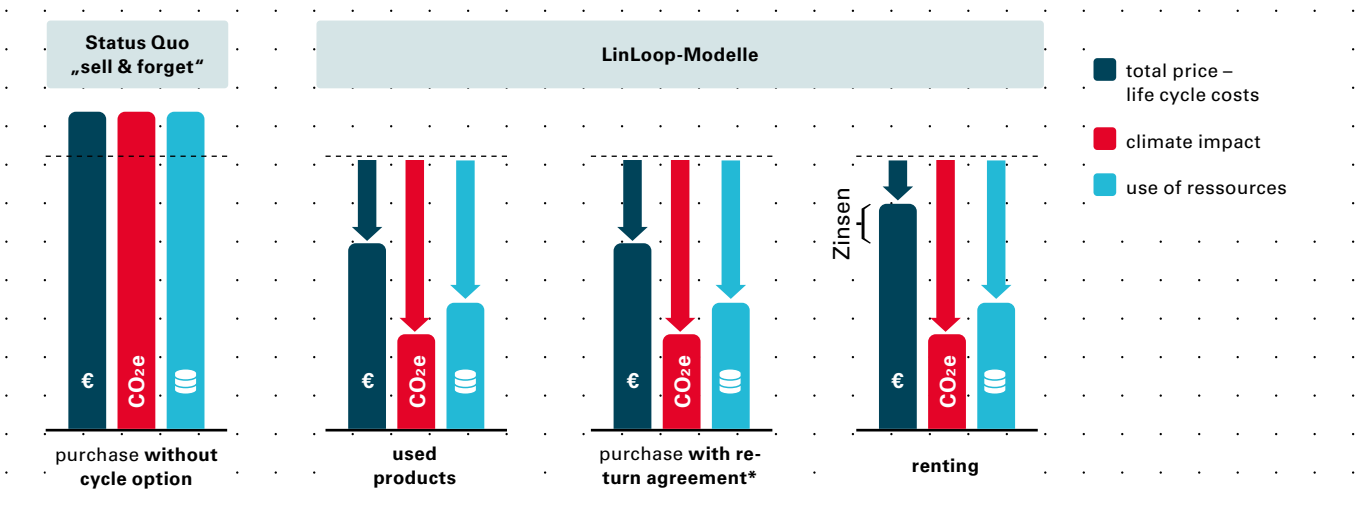 Status Quo
„sell & forget“
LinLoop-Modelle
total price –
life cycle costs
climate impact
use of ressources
Zinsen
€
CO₂e
€
CO₂e
€
CO₂e
€
CO₂e
purchase without
cycle option
used
products
purchase with re-
turn agreement*
renting